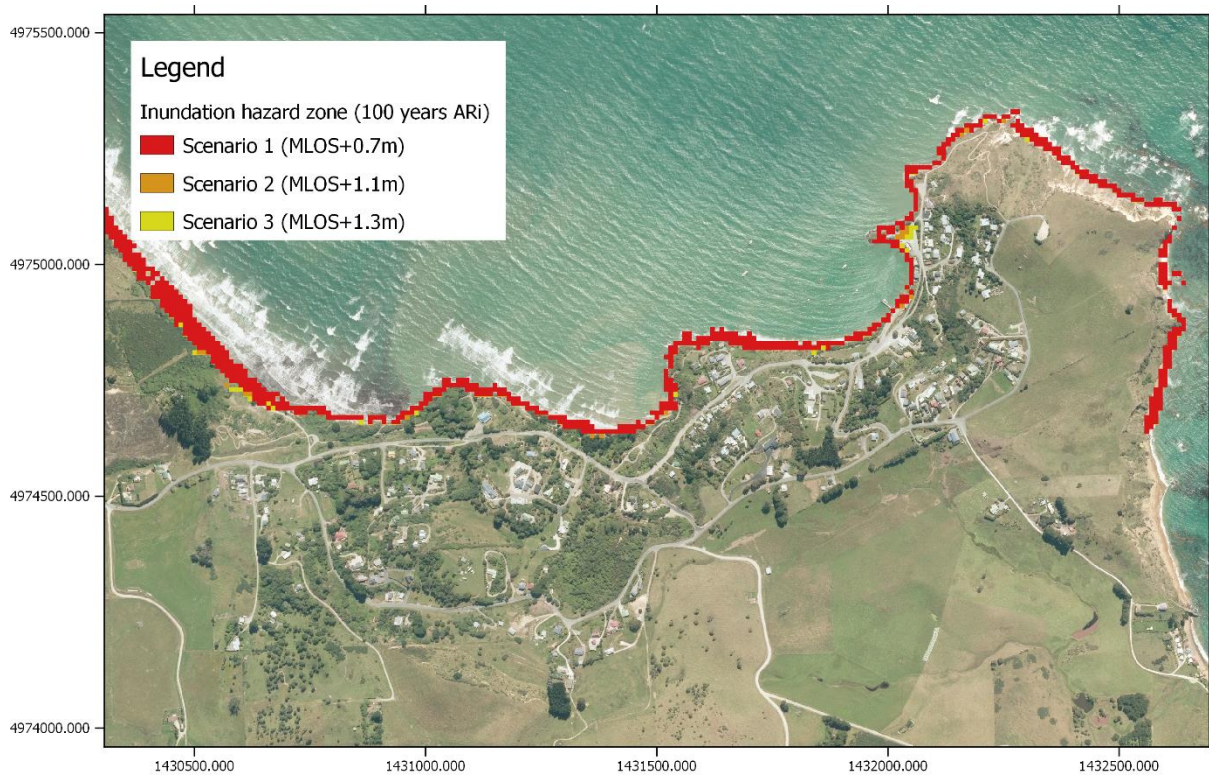 4975500.000
Legend
Inundation hazard zone (100 years ARi)
Scenario 1 (MLOS+0.7m)
Scenario 2 (MLOS+1.1m)
Scenario 3 (MLOS+1.3m)
4975000.000
4974500.000
4974000.000
1430500.000 1431000.000 1431500.000 1432000.000 1432500.000